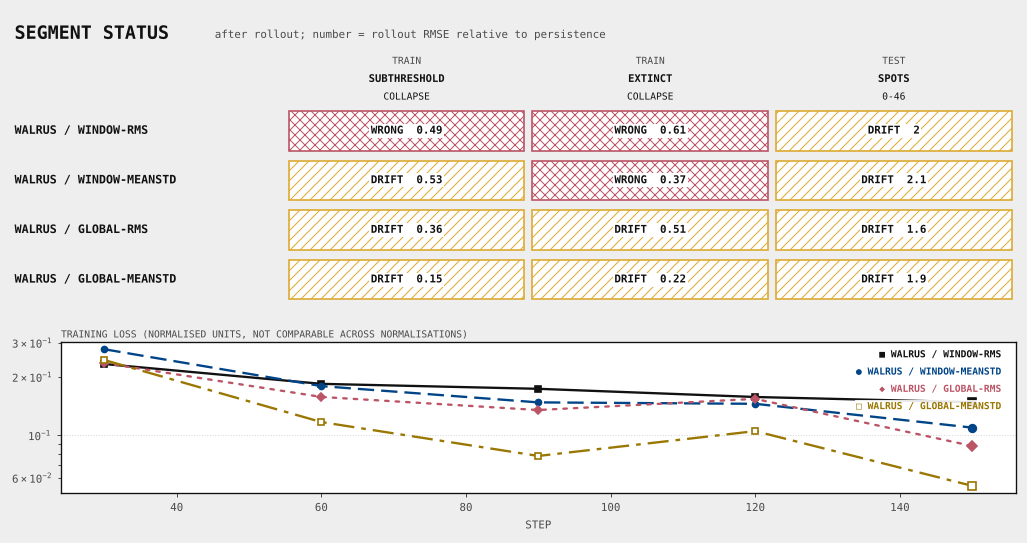 SEGMENT STATUS after rollout; number = rollout RMSE relative to persistence
TRAIN TRAIN TEST
SUBTHRESHOLD EXTINCT SPOTS
COLLAPSE COLLAPSE 0-46
WALRUS / WINDOW-RMS WRONG 0.49 WRONG 0.61 DRIFT 2
WALRUS / WINDOW-MEANSTD DRIFT 0.53 WRONG 0.37 DRIFT 2.1
WALRUS / GLOBAL-RMS DRIFT 0.36 DRIFT 0.51 DRIFT 1.6
WALRUS / GLOBAL-MEANSTD DRIFT 0.15 DRIFT 0.22 DRIFT 1.9
TRAINING LOSS (NORMALISED UNITS, NOT COMPARABLE ACROSS NORMALISATIONS)
3 × 10⁻¹
2 × 10⁻¹
10⁻¹
6 × 10⁻²
WALRUS / WINDOW-RMS
WALRUS / WINDOW-MEANSTD
WALRUS / GLOBAL-RMS
WALRUS / GLOBAL-MEANSTD
40 60 80 100 120 140
STEP